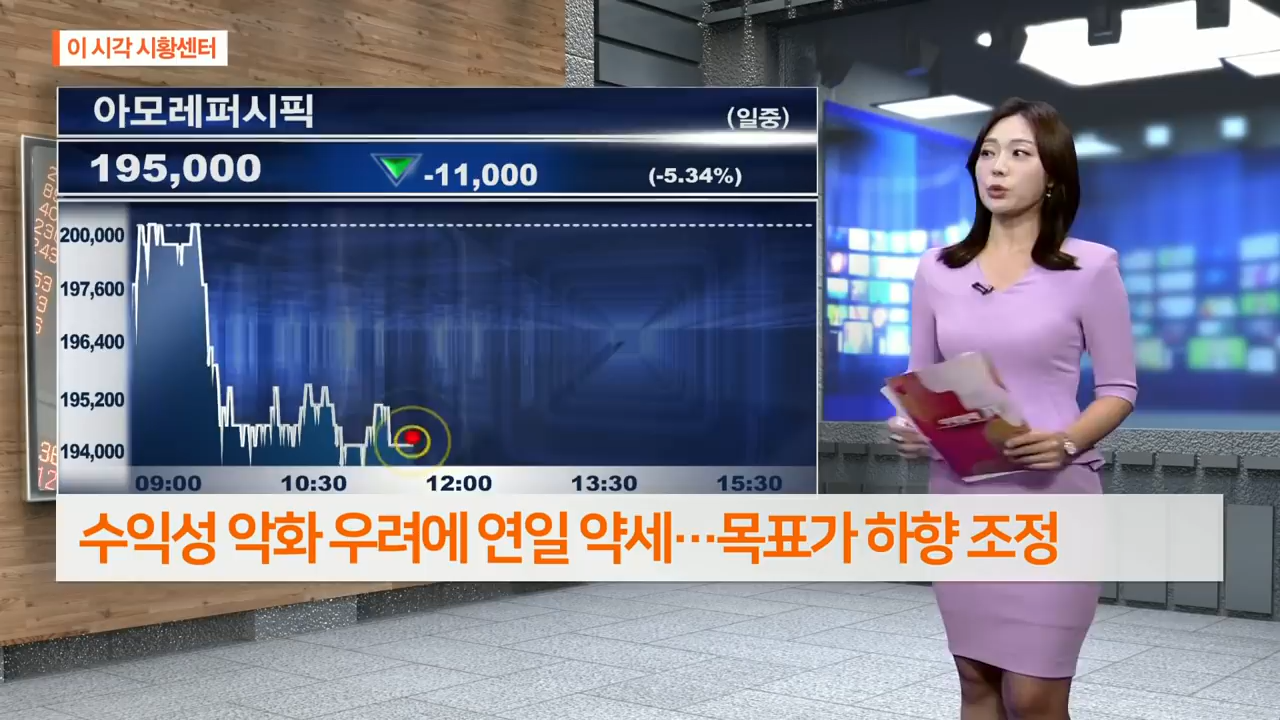 이 시각 시황센터
아모레퍼시픽
(일중)
195,000 ▼ -11,000 (-5.34%)
200,000
197,600
196,400
195,200
194,000
09:00 10:30 12:00 13:30 15:30
수익성 악화 우려에 연일 약세…목표가 하향 조정